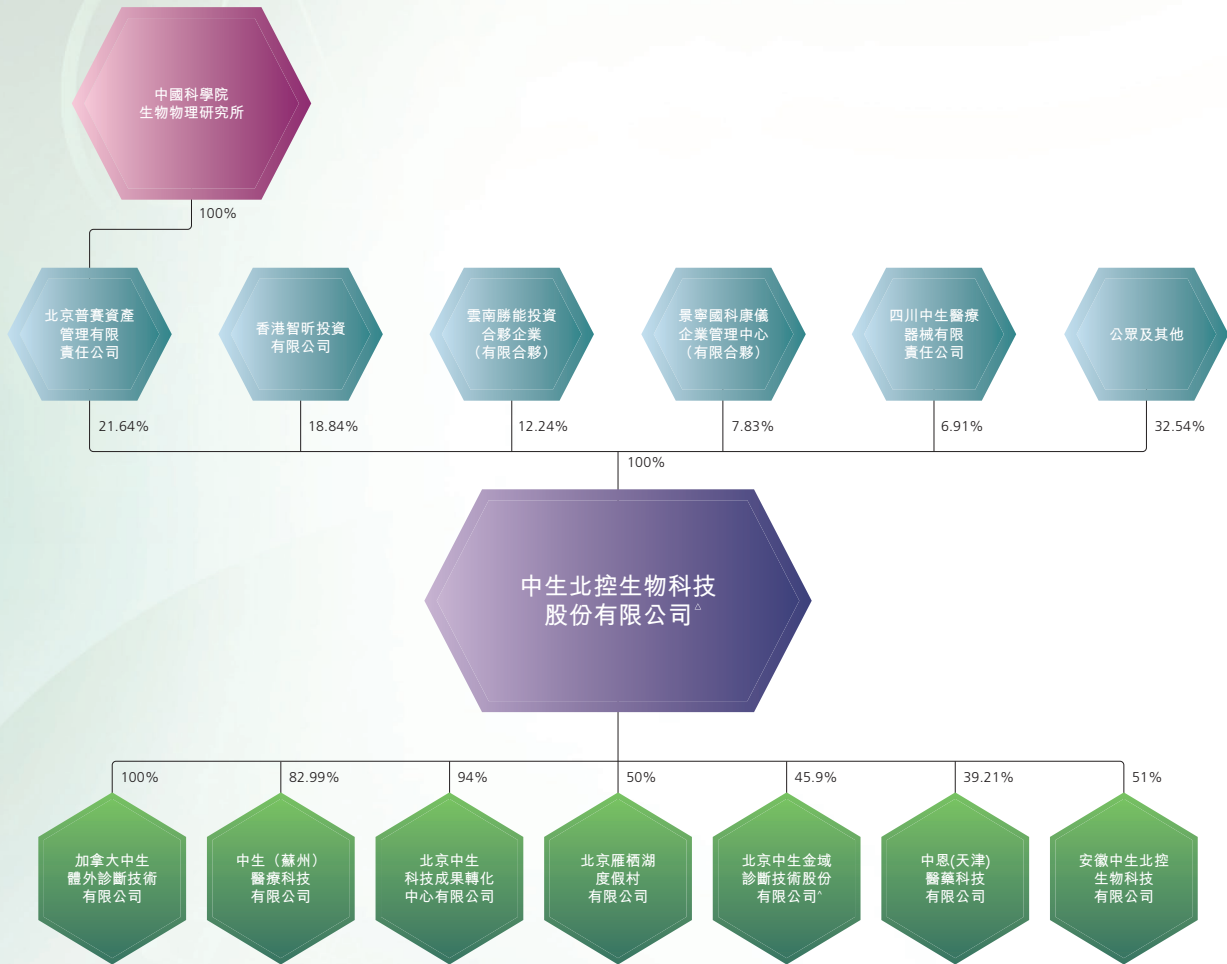 中國科學院
生物物理研究所
100%
北京普賽資產
管理有限
責任公司
香港智昕投資
有限公司
雲南勝能投資
合夥企業
（有限合夥）
景寧國科康儀
企業管理中心
（有限合夥）
四川中生醫療
器械有限
責任公司
公眾及其他
21.64%
18.84%
12.24%
7.83%
6.91%
32.54%
100%
中生北控生物科技
股份有限公司△
100%
82.99%
94%
50%
45.9%
39.21%
51%
加拿大中生
體外診斷技術
有限公司
中生（蘇州）
醫療科技
有限公司
北京中生
科技成果轉化
中心有限公司
北京雁栖湖
度假村
有限公司
北京中生金域
診斷技術股份
有限公司^
中恩(天津)
醫藥科技
有限公司
安徽中生北控
生物科技
有限公司